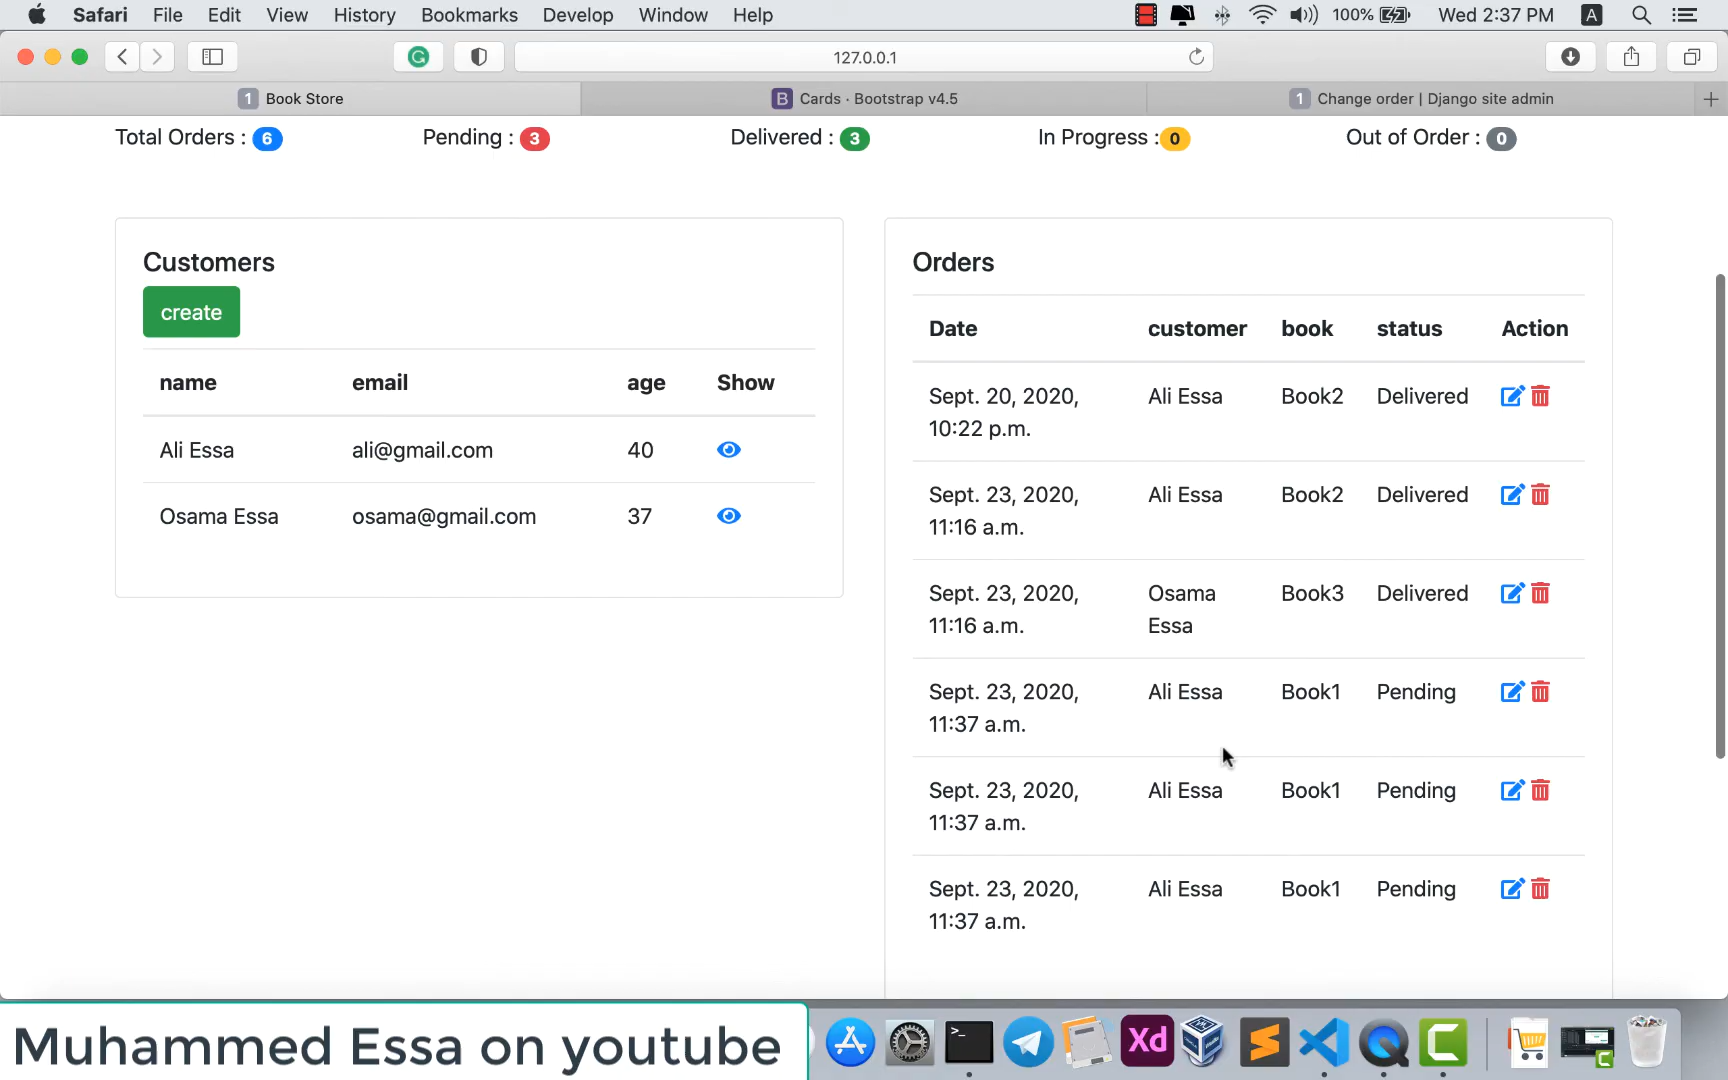 Safari File Edit View History Bookmarks Develop Window Help 100% Wed 2:37 PM A
G 127.0.0.1
1 Book Store B Cards · Bootstrap v4.5 1 Change order | Django site admin
Total Orders : 6 Pending : 3 Delivered : 3 In Progress : 0 Out of Order : 0
Customers
create
name email age Show
Ali Essa ali@gmail.com 40
Osama Essa osama@gmail.com 37
Orders
Date customer book status Action
Sept. 20, 2020, Ali Essa Book2 Delivered
10:22 p.m.
Sept. 23, 2020, Ali Essa Book2 Delivered
11:16 a.m.
Sept. 23, 2020, Osama Book3 Delivered
11:16 a.m. Essa
Sept. 23, 2020, Ali Essa Book1 Pending
11:37 a.m.
Sept. 23, 2020, Ali Essa Book1 Pending
11:37 a.m.
Sept. 23, 2020, Ali Essa Book1 Pending
11:37 a.m.
Muhammed Essa on youtube
>_ Xd C